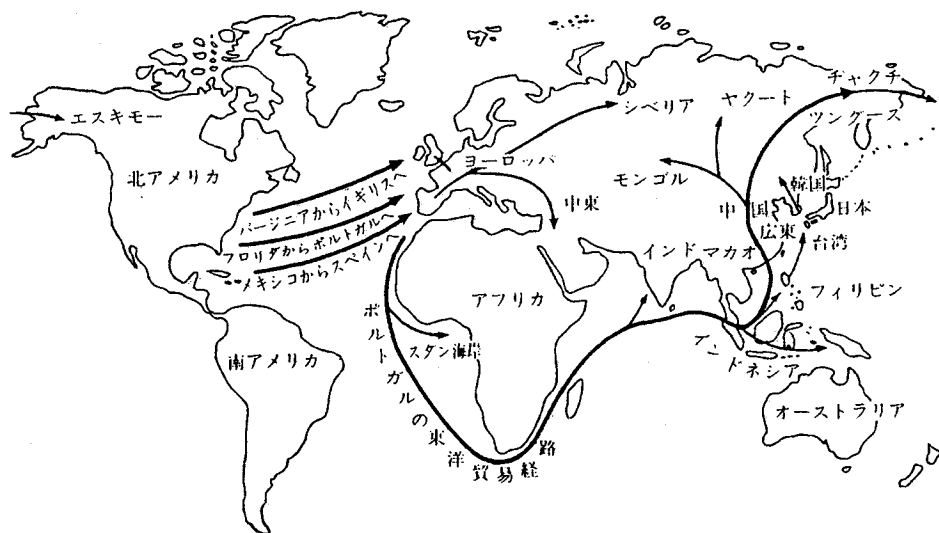 エスキモー
北アメリカ
バージニアからイギリスへ
フロリダからポルトガルへ
メキシコからスペインへ
南アメリカ
ヨーロッパ
中東
アフリカ
スダン海岸
ポルトガルの東洋貿易経路
シベリア
ヤクート
チャクチ
ツングース
モンゴル
中国
韓国
日本
広東
台湾
インド
マカオ
フィリピン
インドネシア
オーストラリア